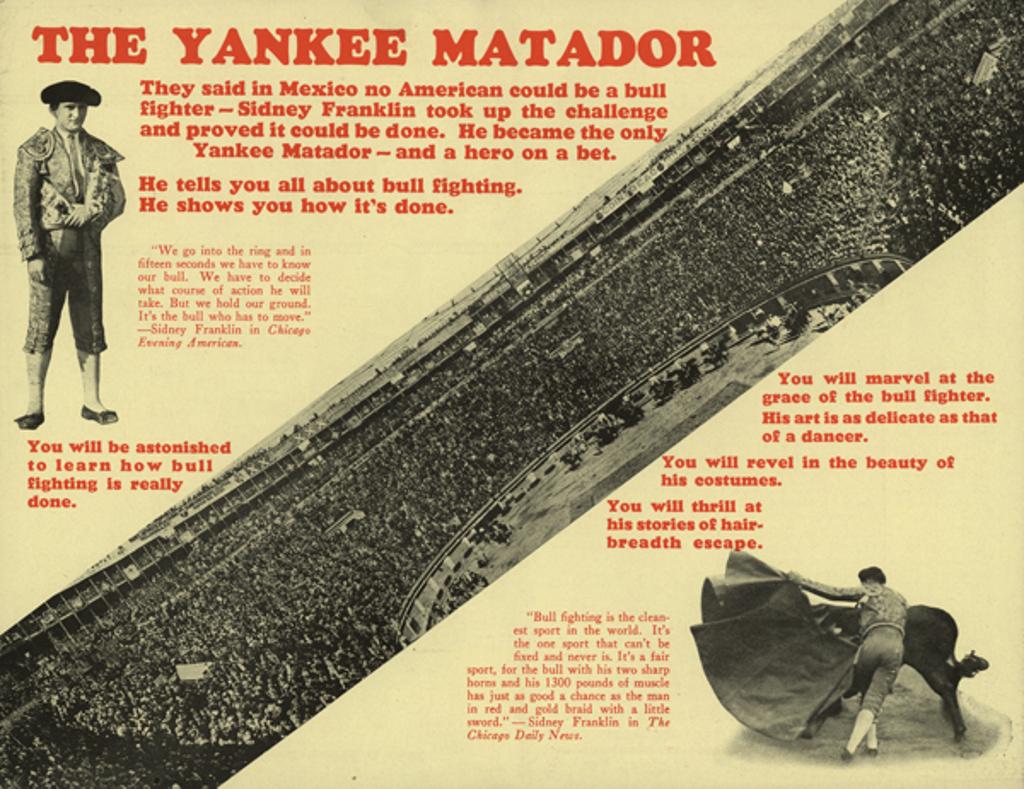 THE YANKEE MATADOR
They said in Mexico no American could be a bull
fighter — Sidney Franklin took up the challenge
and proved it could be done. He became the only
Yankee Matador — and a hero on a bet.
He tells you all about bull fighting.
He shows you how it's done.
"We go into the ring and in
fifteen seconds we have to know
our bull. We have to decide
what course of action he will
take. But we hold our ground.
It's the bull who has to move."
—Sidney Franklin in Chicago
Evening American.
You will be astonished
to learn how bull
fighting is really
done.
You will marvel at the
grace of the bull fighter.
His art is as delicate as that
of a dancer.
You will revel in the beauty of
his costumes.
You will thrill at
his stories of hair-
breadth escape.
"Bull fighting is the clean-
est sport in the world. It's
the one sport that can't be
fixed and never is. It's a fair
sport, for the bull with his two sharp
horns and his 1300 pounds of muscle
has just as good a chance as the man
in red and gold braid with a little
sword." — Sidney Franklin in The
Chicago Daily News.